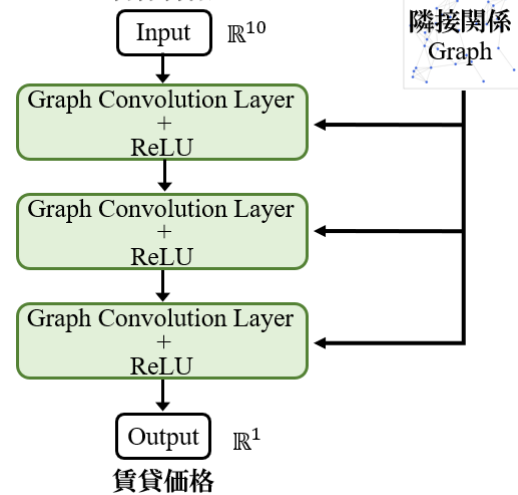 Input ℝ¹⁰
隣接関係
Graph
Graph Convolution Layer
+
ReLU
Graph Convolution Layer
+
ReLU
Graph Convolution Layer
+
ReLU
Output ℝ¹
賃貸価格